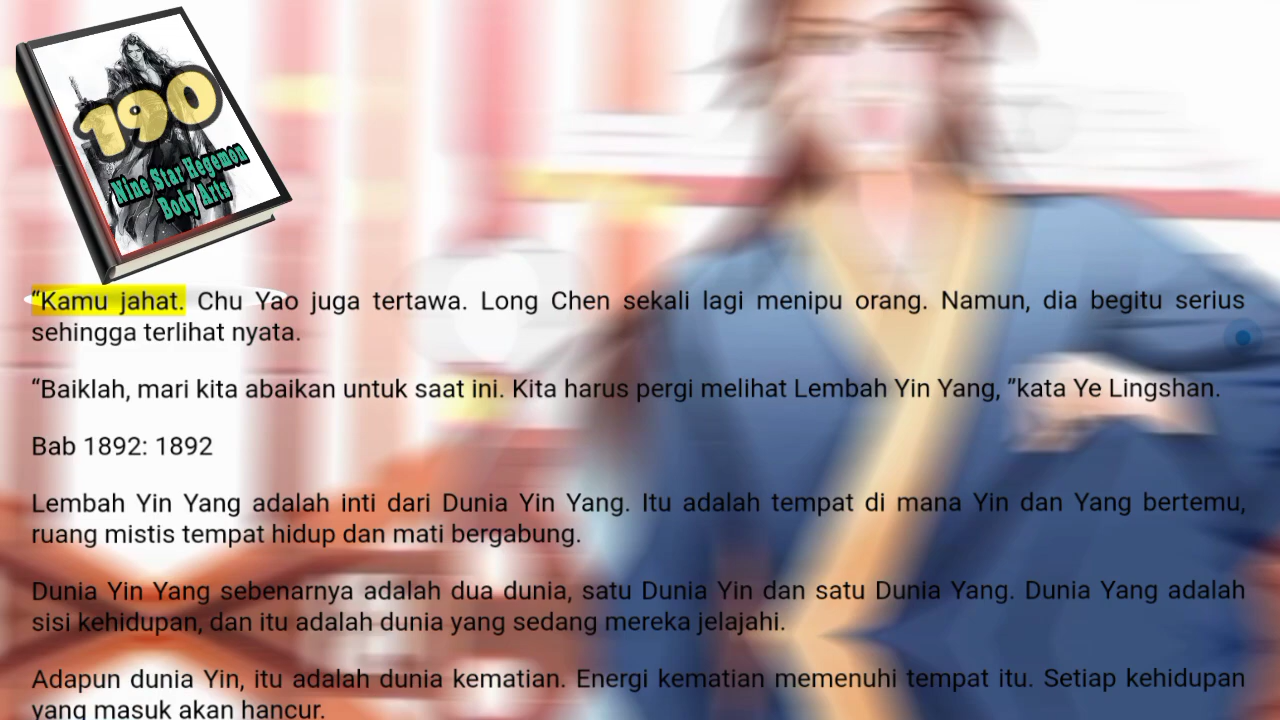 190
Nine Star Hegemon
Body Arts
“Kamu jahat. Chu Yao juga tertawa. Long Chen sekali lagi menipu orang. Namun, dia begitu serius
sehingga terlihat nyata.
“Baiklah, mari kita abaikan untuk saat ini. Kita harus pergi melihat Lembah Yin Yang, ”kata Ye Lingshan.
Bab 1892: 1892
Lembah Yin Yang adalah inti dari Dunia Yin Yang. Itu adalah tempat di mana Yin dan Yang bertemu,
ruang mistis tempat hidup dan mati bergabung.
Dunia Yin Yang sebenarnya adalah dua dunia, satu Dunia Yin dan satu Dunia Yang. Dunia Yang adalah
sisi kehidupan, dan itu adalah dunia yang sedang mereka jelajahi.
Adapun dunia Yin, itu adalah dunia kematian. Energi kematian memenuhi tempat itu. Setiap kehidupan
yang masuk akan hancur.